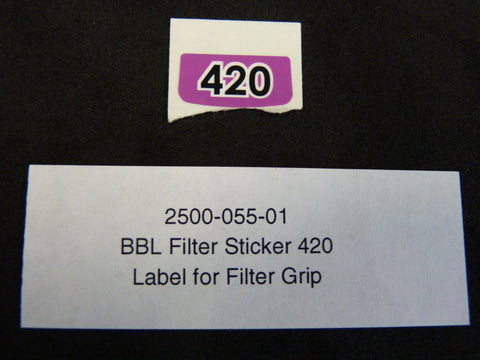 420
2500-055-01
BBL Filter Sticker 420
Label for Filter Grip